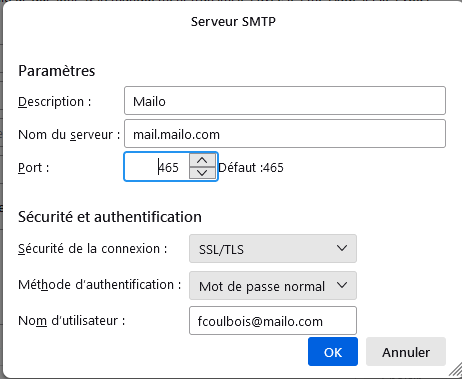 Serveur SMTP
Paramètres
Description : Mailo
Nom du serveur : mail.mailo.com
Port : 465 Défaut :465
Sécurité et authentification
Sécurité de la connexion : SSL/TLS
Méthode d'authentification : Mot de passe normal
Nom d'utilisateur : fcoulbois@mailo.com
OK Annuler